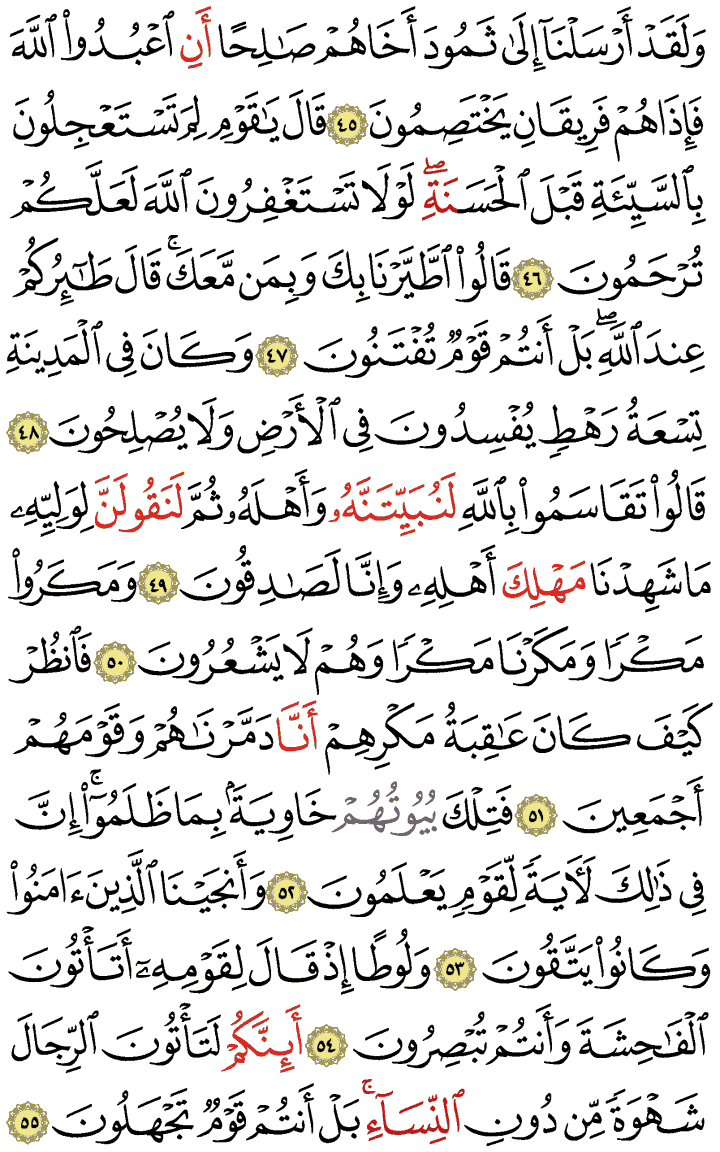 وَلَقَدْ أَرْسَلْنَآ إِلَىٰ ثَمُودَ أَخَاهُمْ صَـٰلِحًا أَنِ ٱعْبُدُوا۟ ٱللَّهَ
فَإِذَا هُمْ فَرِيقَانِ يَخْتَصِمُونَ ٤٥ قَالَ يَـٰقَوْمِ لِمَ تَسْتَعْجِلُونَ
بِٱلسَّيِّئَةِ قَبْلَ ٱلْحَسَنَةِ ۖ لَوْلَا تَسْتَغْفِرُونَ ٱللَّهَ لَعَلَّكُمْ
تُرْحَمُونَ ٤٦ قَالُوا۟ ٱطَّيَّرْنَا بِكَ وَبِمَن مَّعَكَ ۚ قَالَ طَـٰٓئِرُكُمْ
عِندَ ٱللَّهِ ۖ بَلْ أَنتُمْ قَوْمٌ تُفْتَنُونَ ٤٧ وَكَانَ فِى ٱلْمَدِينَةِ
تِسْعَةُ رَهْطٍ يُفْسِدُونَ فِى ٱلْأَرْضِ وَلَا يُصْلِحُونَ ٤٨
قَالُوا۟ تَقَاسَمُوا۟ بِٱللَّهِ لَنُبَيِّتَنَّهُۥ وَأَهْلَهُۥ ثُمَّ لَنَقُولَنَّ لِوَلِيِّهِۦ
مَا شَهِدْنَا مَهْلِكَ أَهْلِهِۦ وَإِنَّا لَصَـٰدِقُونَ ٤٩ وَمَكَرُوا۟
مَكْرًا وَمَكَرْنَا مَكْرًا وَهُمْ لَا يَشْعُرُونَ ٥٠ فَٱنظُرْ
كَيْفَ كَانَ عَـٰقِبَةُ مَكْرِهِمْ أَنَّا دَمَّرْنَـٰهُمْ وَقَوْمَهُمْ
أَجْمَعِينَ ٥١ فَتِلْكَ بُيُوتُهُمْ خَاوِيَةًۢ بِمَا ظَلَمُوٓا۟ ۚ إِنَّ
فِى ذَٰلِكَ لَـَٔايَةً لِّقَوْمٍ يَعْلَمُونَ ٥٢ وَأَنجَيْنَا ٱلَّذِينَ ءَامَنُوا۟
وَكَانُوا۟ يَتَّقُونَ ٥٣ وَلُوطًا إِذْ قَالَ لِقَوْمِهِۦٓ أَتَأْتُونَ
ٱلْفَـٰحِشَةَ وَأَنتُمْ تُبْصِرُونَ ٥٤ أَئِنَّكُمْ لَتَأْتُونَ ٱلرِّجَالَ
شَهْوَةً مِّن دُونِ ٱلنِّسَآءِ ۚ بَلْ أَنتُمْ قَوْمٌ تَجْهَلُونَ ٥٥